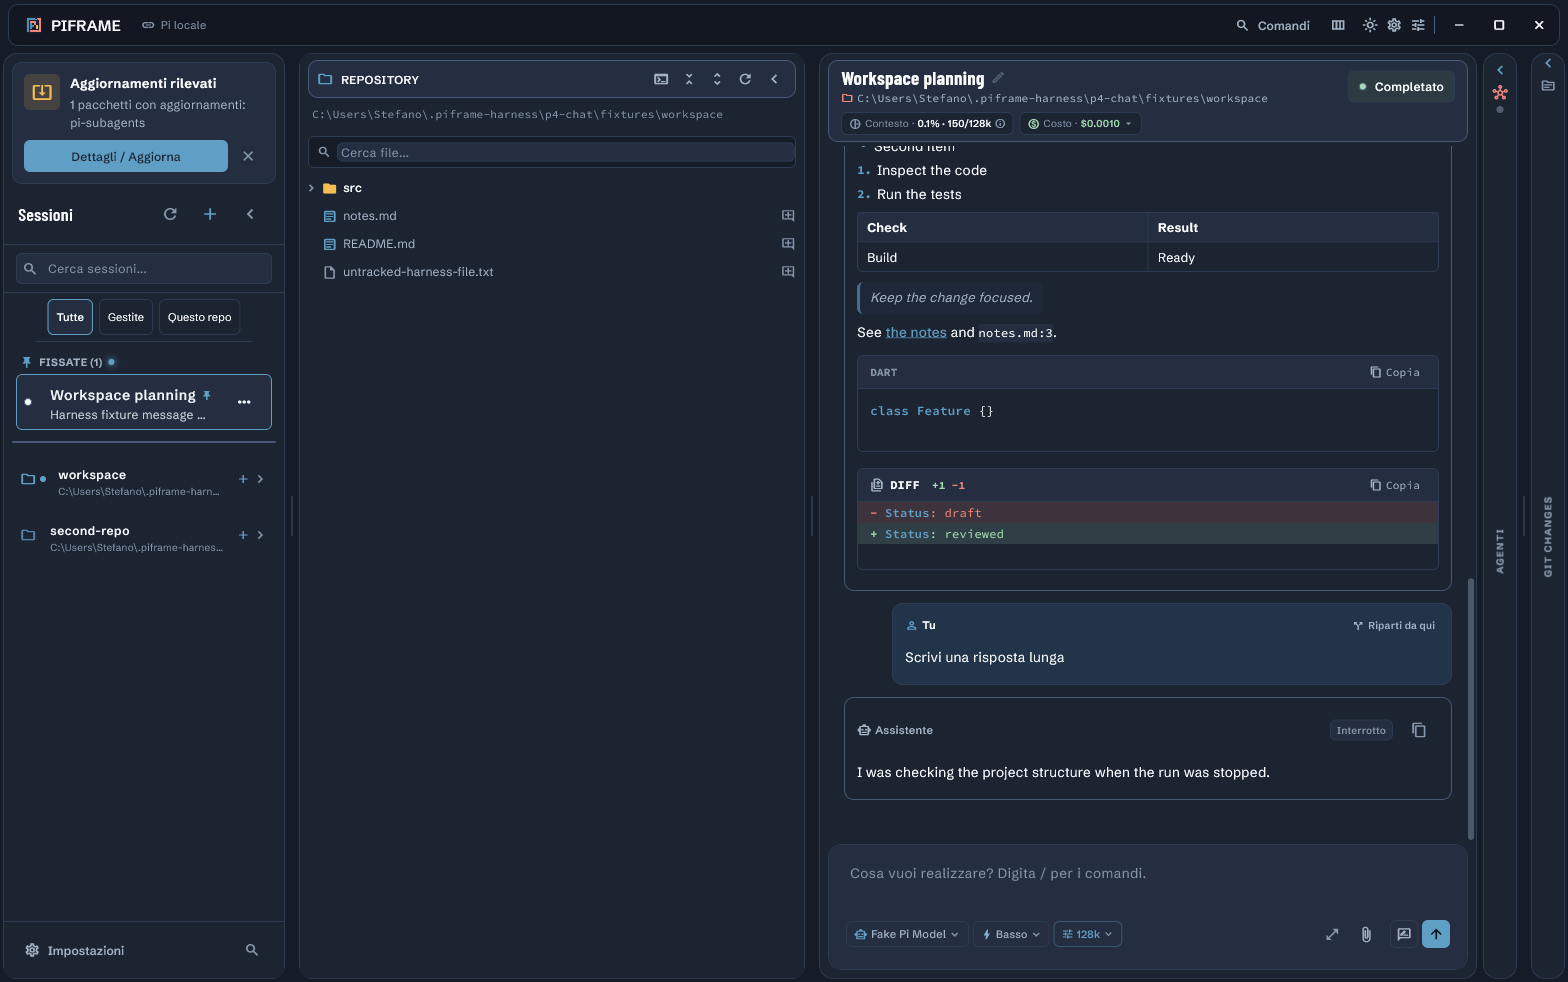 PIFRAME
Pi locale
Comandi
Aggiornamenti rilevati
1 pacchetti con aggiornamenti:
pi-subagents
Dettagli / Aggiorna
Sessioni
Cerca sessioni...
Tutte
Gestite
Questo repo
FISSATE (1)
Workspace planning
Harness fixture message ...
workspace
C:\Users\Stefano\.piframe-harn...
second-repo
C:\Users\Stefano\.piframe-harnes...
Impostazioni
REPOSITORY
C:\Users\Stefano\.piframe-harness\p4-chat\fixtures\workspace
Cerca file...
src
notes.md
README.md
untracked-harness-file.txt
Workspace planning
C:\Users\Stefano\.piframe-harness\p4-chat\fixtures\workspace
Completato
Contesto · 0.1% · 150/128k
Costo · $0.0010
- Second item
1. Inspect the code
2. Run the tests
Check Result
Build Ready
Keep the change focused.
See the notes and notes.md:3.
DART Copia
class Feature {}
DIFF +1 -1 Copia
- Status: draft
+ Status: reviewed
Tu Riparti da qui
Scrivi una risposta lunga
Assistente Interrotto
I was checking the project structure when the run was stopped.
Cosa vuoi realizzare? Digita / per i comandi.
Fake Pi Model Basso 128k
AGENTI
GIT CHANGES